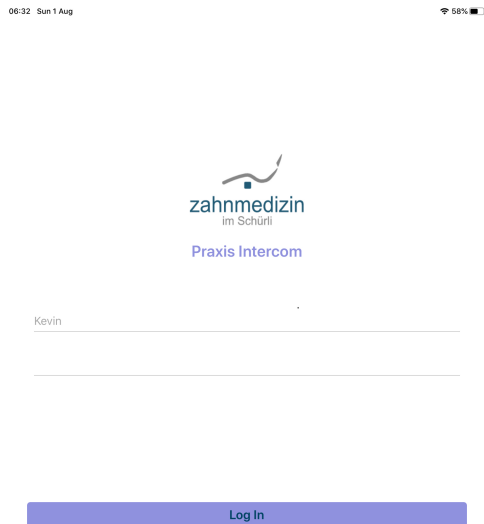 06:32 Sun 1 Aug
58%
zahnmedizin
im Schürli
Praxis Intercom
Kevin
Log In